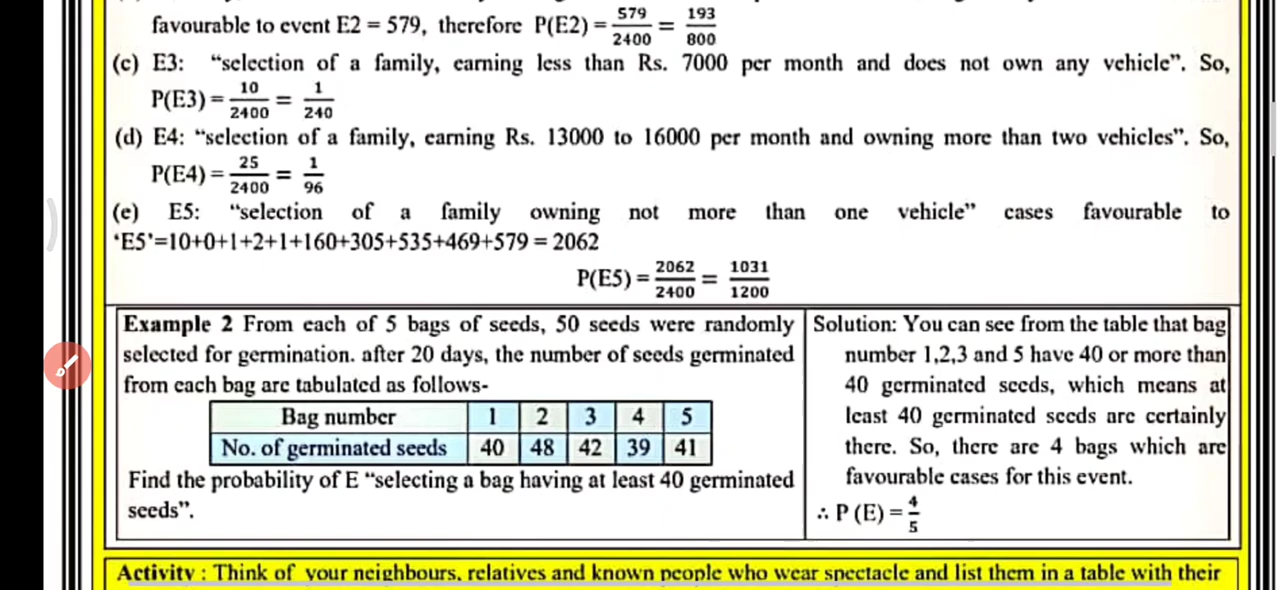 favourable to event E2 = 579, therefore P(E2) = 579/2400 = 193/800
(c) E3: “selection of a family, earning less than Rs. 7000 per month and does not own any vehicle”. So,
P(E3) = 10/2400 = 1/240
(d) E4: “selection of a family, earning Rs. 13000 to 16000 per month and owning more than two vehicles”. So,
P(E4) = 25/2400 = 1/96
(e) E5: “selection of a family owning not more than one vehicle” cases favourable to
‘E5’=10+0+1+2+1+160+305+535+469+579 = 2062
P(E5) = 2062/2400 = 1031/1200
Example 2 From each of 5 bags of seeds, 50 seeds were randomly
selected for germination. after 20 days, the number of seeds germinated
from each bag are tabulated as follows-
Bag number 1 2 3 4 5
No. of germinated seeds 40 48 42 39 41
Find the probability of E “selecting a bag having at least 40 germinated
seeds”.
Solution: You can see from the table that bag
number 1,2,3 and 5 have 40 or more than
40 germinated seeds, which means at
least 40 germinated seeds are certainly
there. So, there are 4 bags which are
favourable cases for this event.
∴ P (E) = 4/5
Activity : Think of your neighbours, relatives and known people who wear spectacle and list them in a table with their